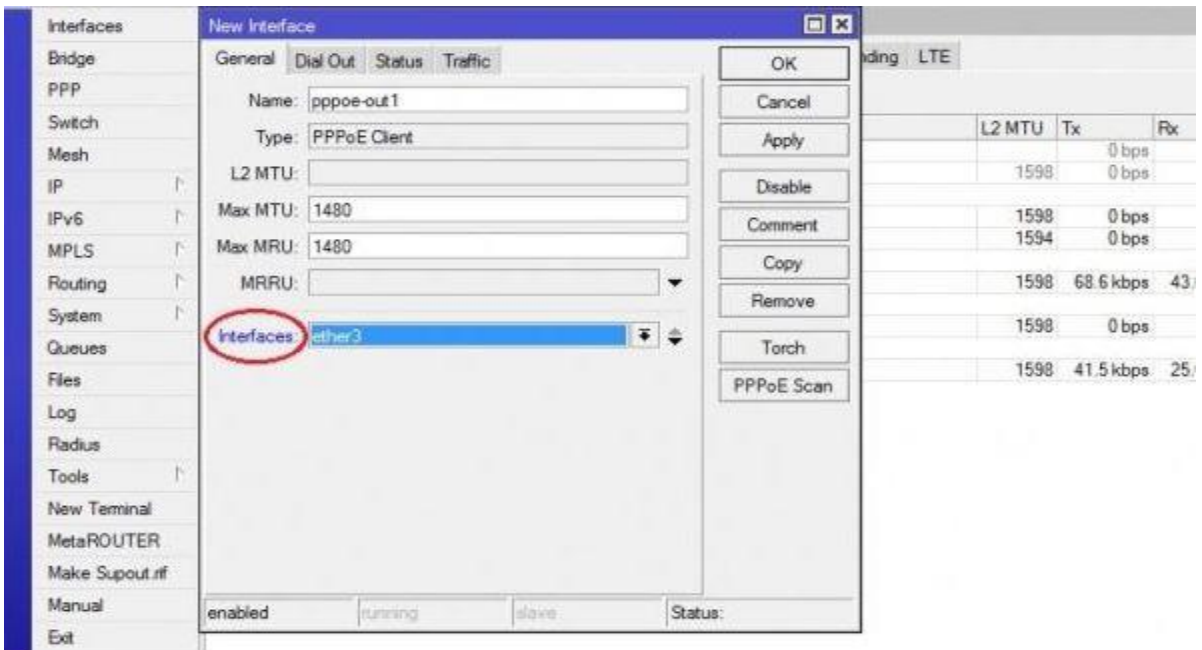 Interfaces
Bridge
PPP
Switch
Mesh
IP
IPv6
MPLS
Routing
System
Queues
Files
Log
Radius
Tools
New Terminal
MetaROUTER
Make Supout.rif
Manual
Exit
New Interface
General Dial Out Status Traffic
Name: pppoe-out1
Type: PPPoE Client
L2 MTU:
Max MTU: 1480
Max MRU: 1480
MRRU:
Interfaces: ether3
OK
Cancel
Apply
Disable
Comment
Copy
Remove
Torch
PPPoE Scan
enabled running slave Status:
LTE
L2 MTU Tx Rx
0 bps
1598 0 bps
1598 0 bps
1594 0 bps
1598 68.6 kbps 43.
1598 0 bps
1598 41.5 kbps 25.